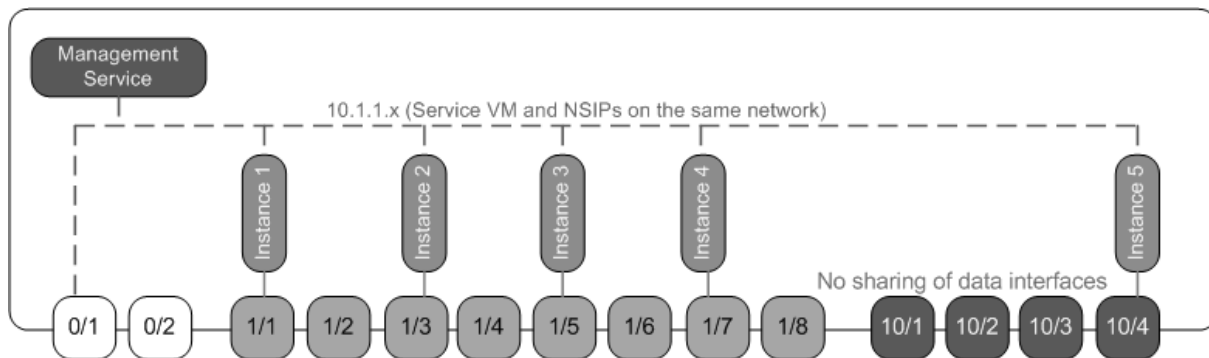 Management
Service
10.1.1.x (Service VM and NSIPs on the same network)
Instance 1
Instance 2
Instance 3
Instance 4
Instance 5
No sharing of data interfaces
0/1
0/2
1/1
1/2
1/3
1/4
1/5
1/6
1/7
1/8
10/1
10/2
10/3
10/4